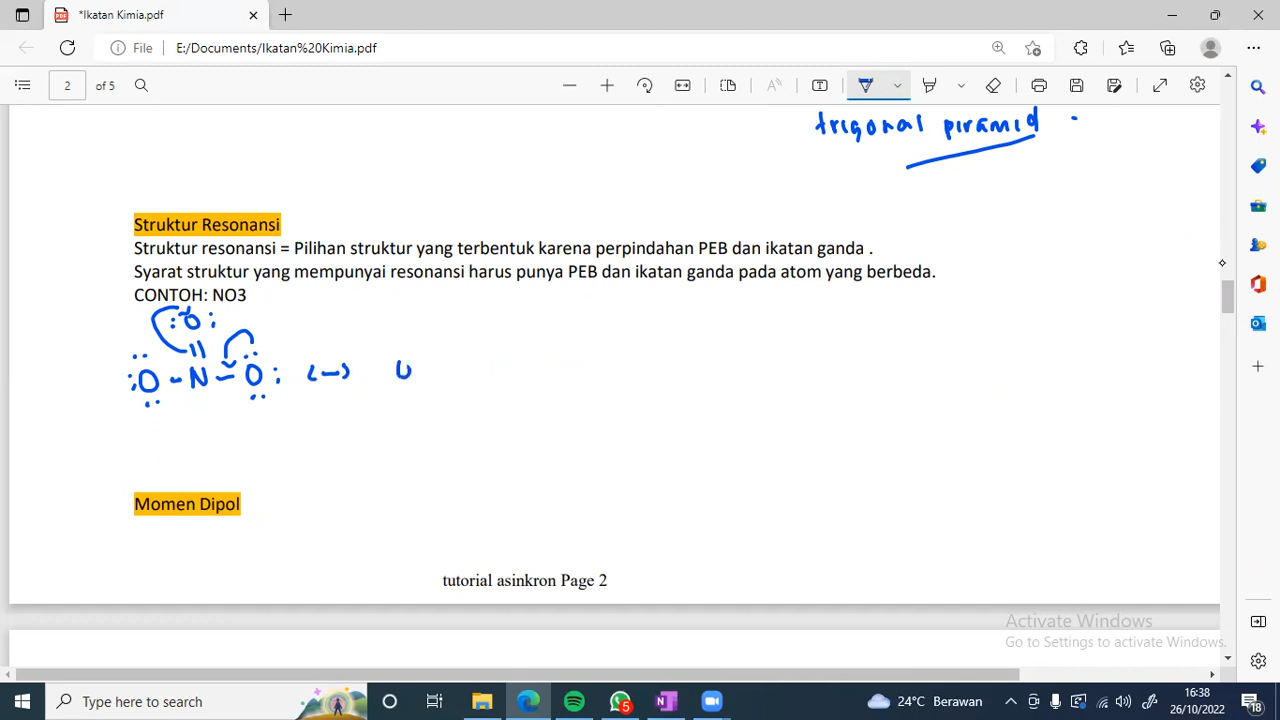 *Ikatan Kimia.pdf
File E:/Documents/Ikatan%20Kimia.pdf
2 of 5
trigonal piramid
Struktur Resonansi
Struktur resonansi = Pilihan struktur yang terbentuk karena perpindahan PEB dan ikatan ganda .
Syarat struktur yang mempunyai resonansi harus punya PEB dan ikatan ganda pada atom yang berbeda.
CONTOH: NO3
O
O - N - O
Momen Dipol
tutorial asinkron Page 2
Activate Windows
Go to Settings to activate Windows.
Type here to search
5
24°C Berawan
16:38
26/10/2022
18